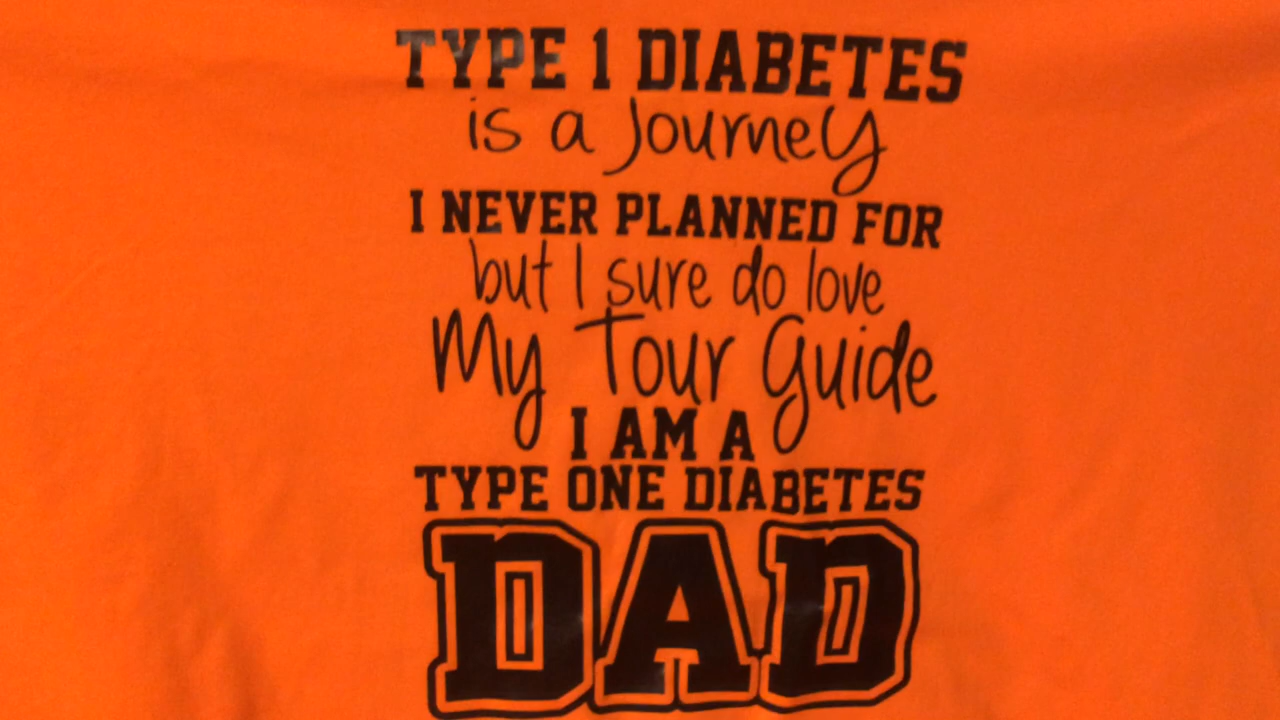 TYPE 1 DIABETES
is a Journey
I NEVER PLANNED FOR
but I sure do love
My Tour Guide
I AM A
TYPE ONE DIABETES
DAD